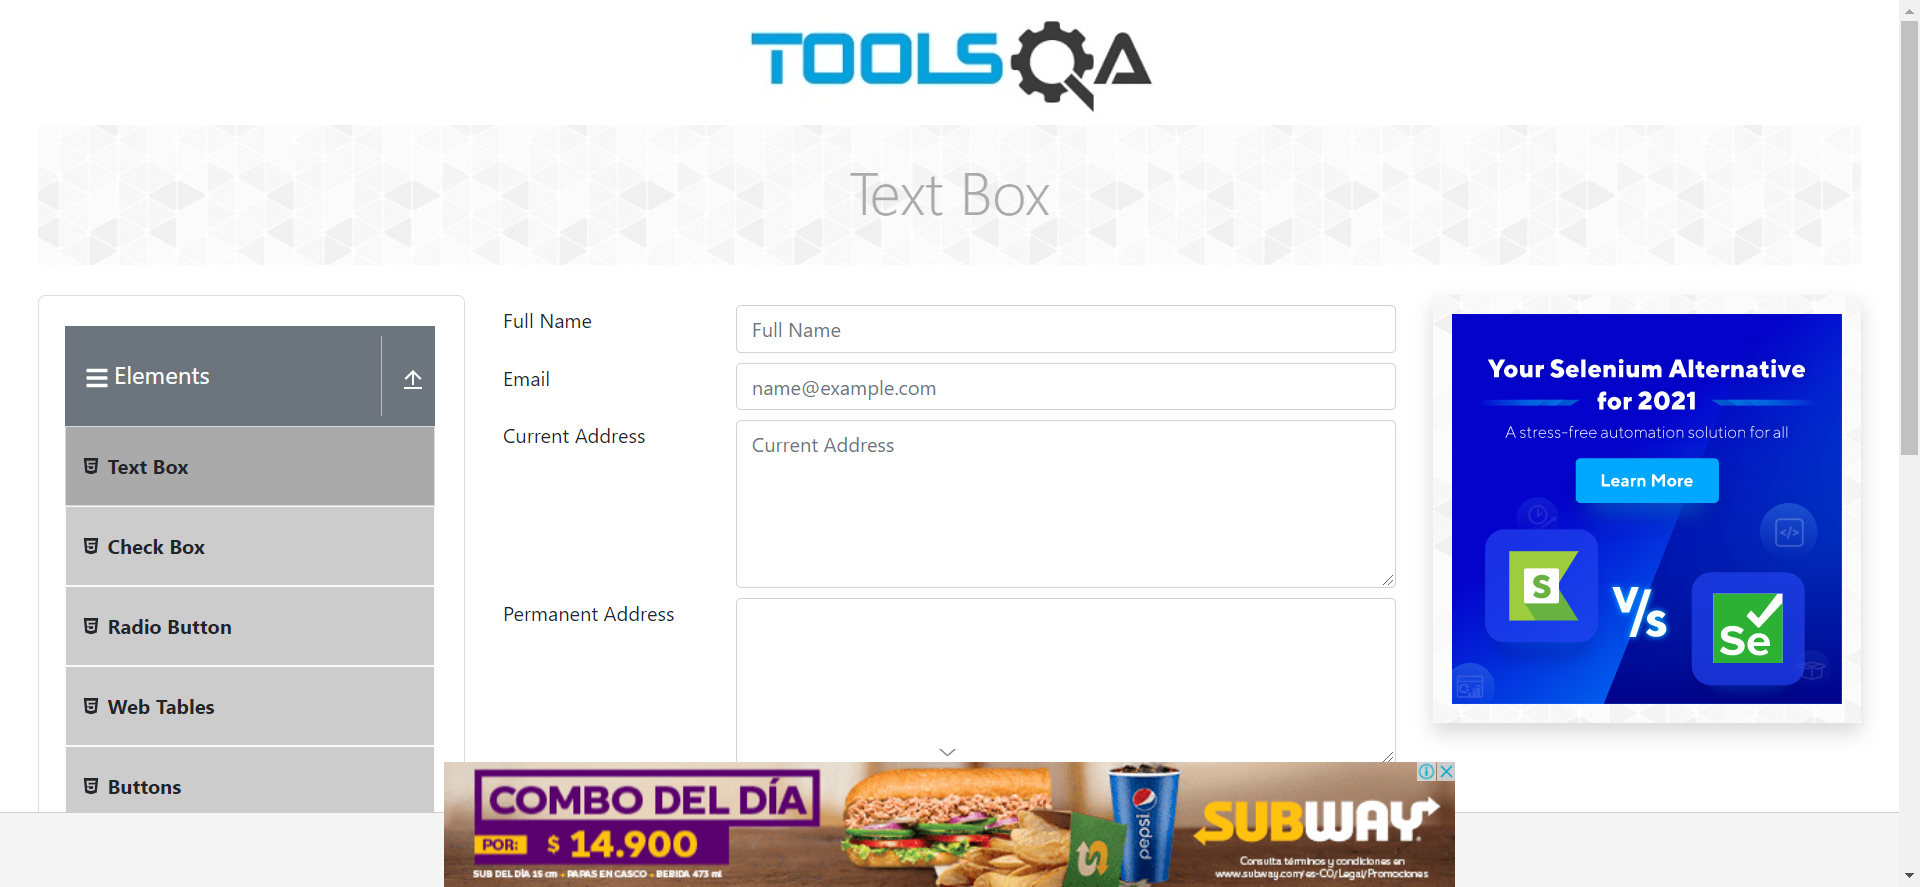 TOOLSQA
Text Box
Elements
Text Box
Check Box
Radio Button
Web Tables
Buttons
Full Name
Full Name
Email
name@example.com
Current Address
Current Address
Permanent Address
Your Selenium Alternative
for 2021
A stress-free automation solution for all
Learn More
S
V/s
Se
COMBO DEL DÍA
POR: $ 14.900
SUB DEL DÍA 15 cm + PAPAS EN CASCO + BEBIDA 473 ml
pepsi
SUBWAY
Consulta términos y condiciones en
www.subway.com/es-CO/Legal/Promociones